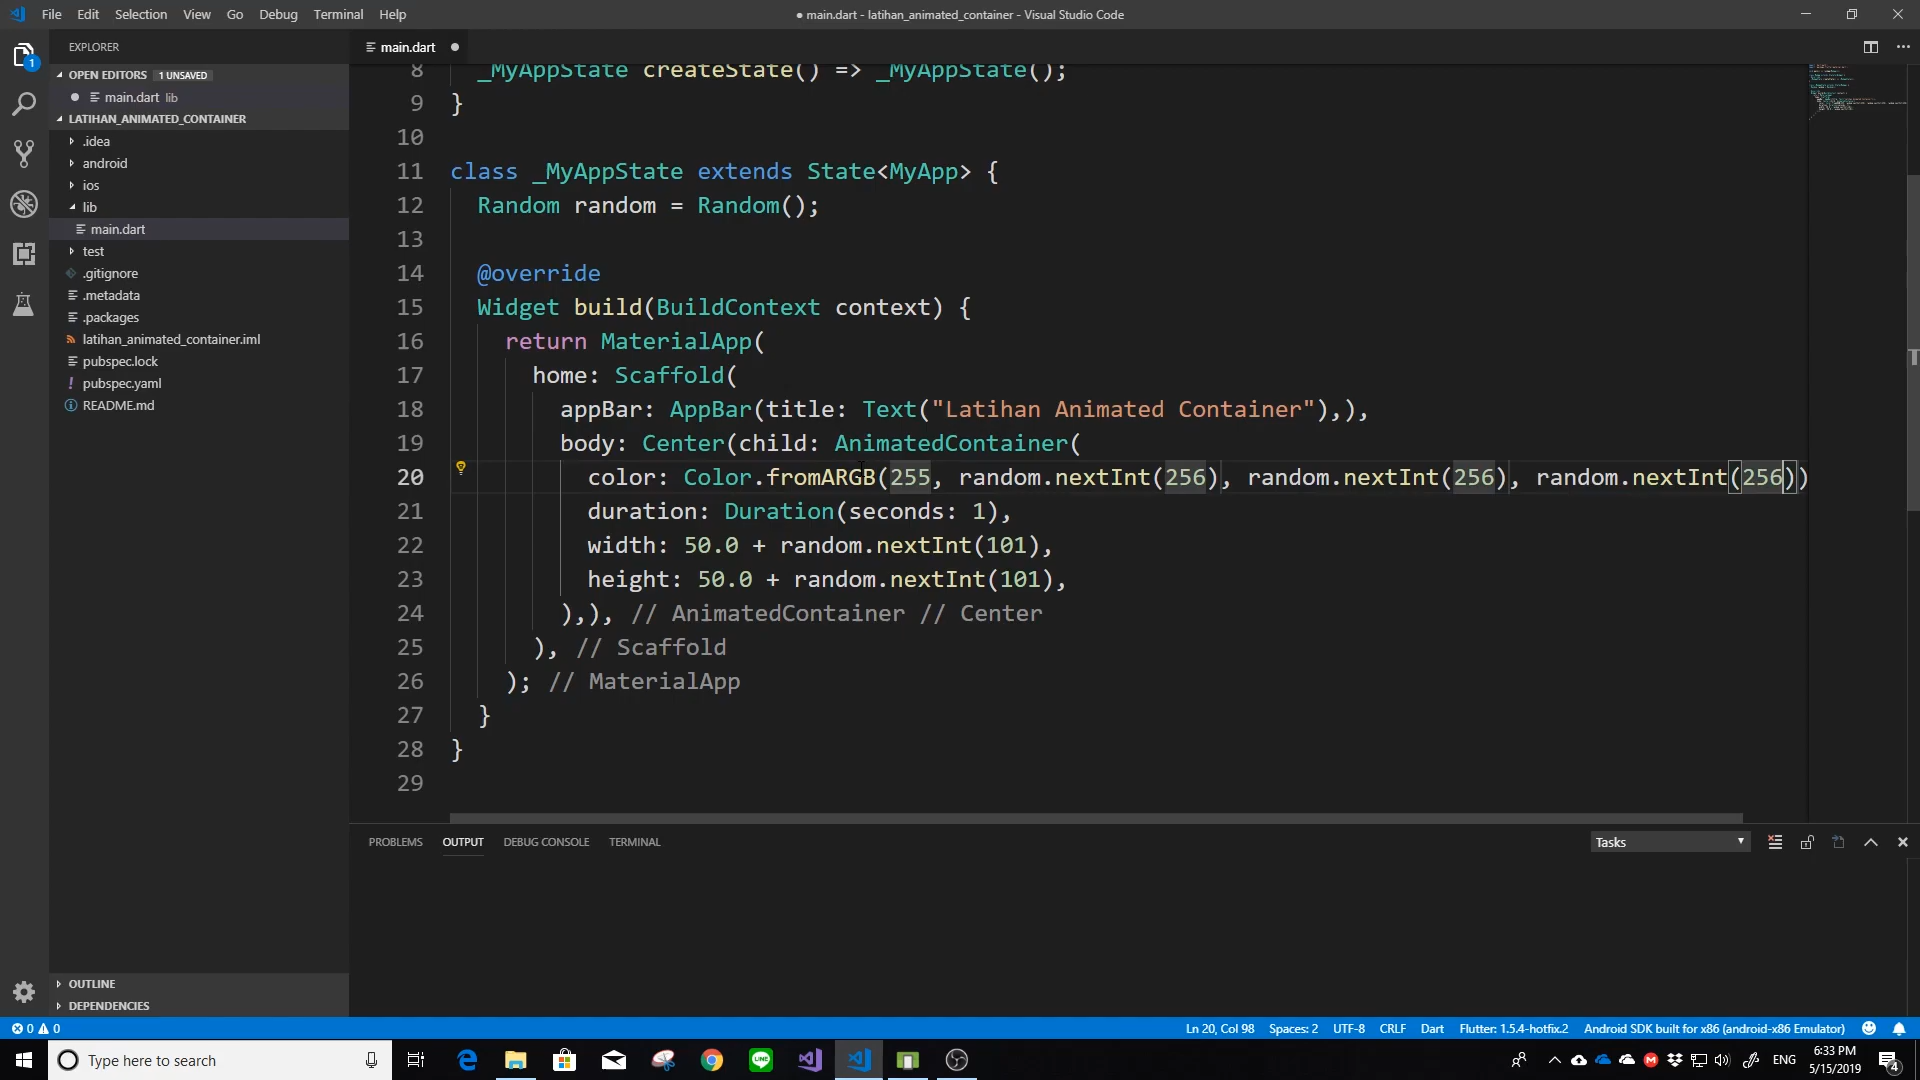 File Edit Selection View Go Debug Terminal Help
● main.dart - latihan_animated_container - Visual Studio Code
EXPLORER
OPEN EDITORS 1 UNSAVED
main.dart lib
LATIHAN_ANIMATED_CONTAINER
.idea
android
ios
lib
main.dart
test
.gitignore
.metadata
.packages
latihan_animated_container.iml
pubspec.lock
! pubspec.yaml
README.md
OUTLINE
DEPENDENCIES
1
main.dart
8 _MyAppState createState() => _MyAppState();
9 }
10
11 class _MyAppState extends State<MyApp> {
12 Random random = Random();
13
14 @override
15 Widget build(BuildContext context) {
16 return MaterialApp(
17 home: Scaffold(
18 appBar: AppBar(title: Text("Latihan Animated Container"),),
19 body: Center(child: AnimatedContainer(
20 color: Color.fromARGB(255, random.nextInt(256), random.nextInt(256), random.nextInt(256))
21 duration: Duration(seconds: 1),
22 width: 50.0 + random.nextInt(101),
23 height: 50.0 + random.nextInt(101),
24 ),), // AnimatedContainer // Center
25 ), // Scaffold
26 ); // MaterialApp
27 }
28 }
29
PROBLEMS OUTPUT DEBUG CONSOLE TERMINAL
Tasks
0 0
Ln 20, Col 98 Spaces: 2 UTF-8 CRLF Dart Flutter: 1.5.4-hotfix.2 Android SDK built for x86 (android-x86 Emulator)
Type here to search
LINE
ENG
6:33 PM
5/15/2019
4